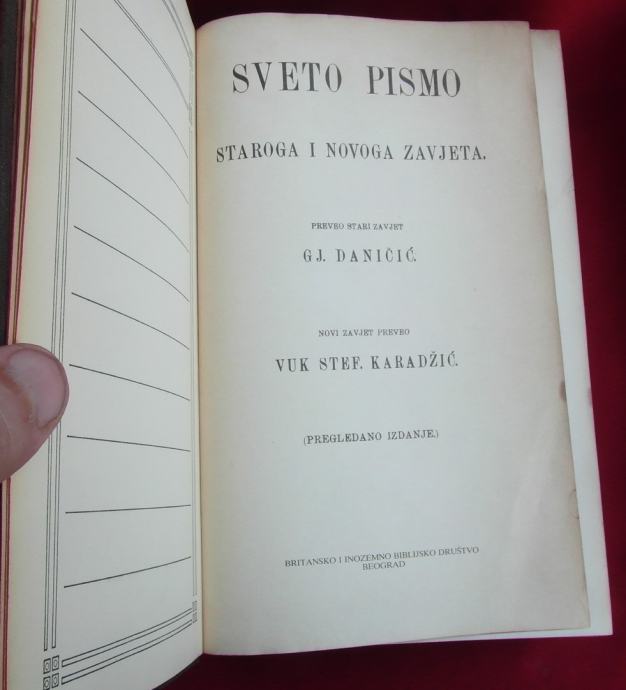 SVETO PISMO
STAROGA I NOVOGA ZAVJETA.
PREVEO STARI ZAVJET
GJ. DANIČIĆ.
NOVI ZAVJET PREVEO
VUK STEF. KARADŽIĆ.
(PREGLEDANO IZDANJE.)
BRITANSKO I INOZEMNO BIBLIJSKO DRUŠTVO
BEOGRAD